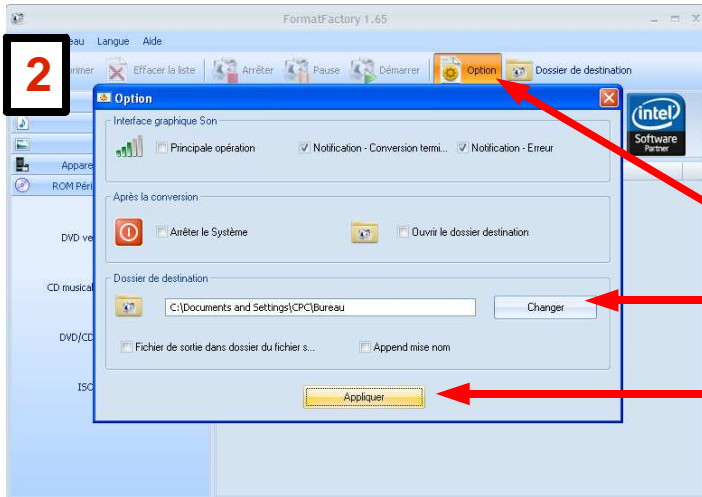 FormatFactory 1.65
2
eau Langue Aide
primer Effacer la liste Arrêter Pause Démarrer Option Dossier de destination
Option
Interface graphique Son
Principale opération Notification - Conversion termi... Notification - Erreur
intel
Software
Partner
Appare
ROM Péri
Après la conversion
Arrêter le Système Ouvrir le dossier destination
DVD ve
Dossier de destination
CD musical
C:\Documents and Settings\CPC\Bureau Changer
DVD/CD
Fichier de sortie dans dossier du fichier s... Append mise nom
ISO
Appliquer